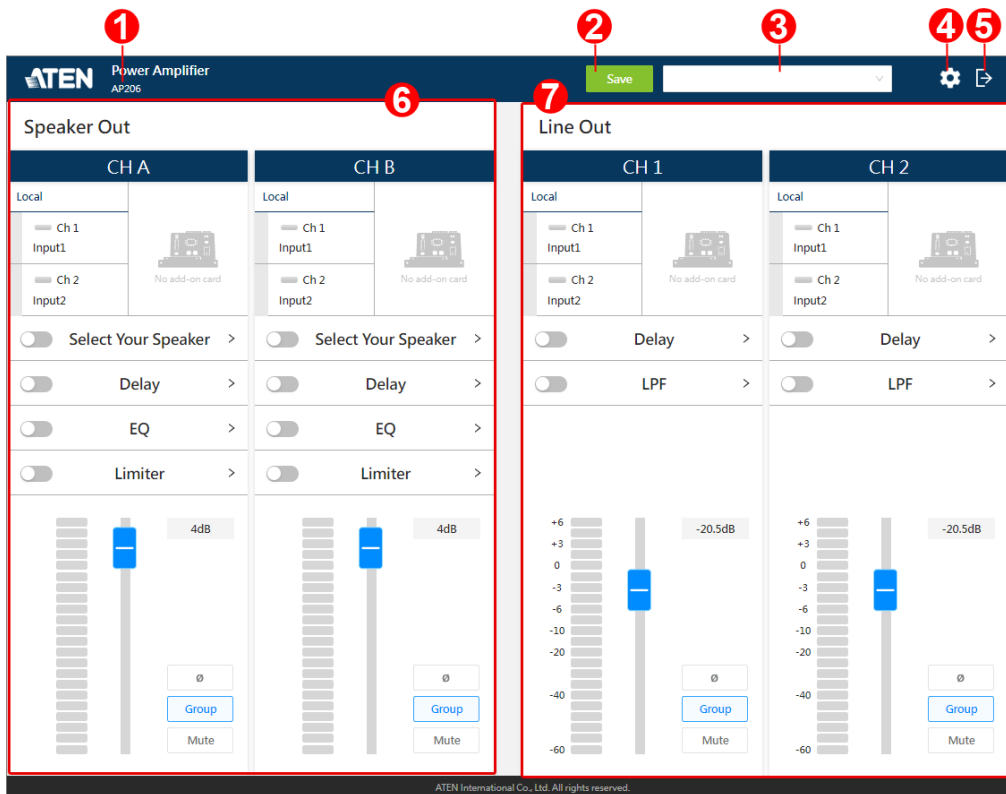 1
2
3
4
5
ATEN
Power Amplifier
AP206
Save
6
7
Speaker Out
CH A
CH B
Local
Local
Ch 1
Input1
Ch 2
Input2
No add-on card
Ch 1
Input1
Ch 2
Input2
No add-on card
Select Your Speaker >
Select Your Speaker >
Delay >
Delay >
EQ >
EQ >
Limiter >
Limiter >
4dB
4dB
ø
ø
Group
Group
Mute
Mute
Line Out
CH 1
CH 2
Local
Local
Ch 1
Input1
Ch 2
Input2
No add-on card
Ch 1
Input1
Ch 2
Input2
No add-on card
Delay >
Delay >
LPF >
LPF >
+6
+3
0
-3
-6
-10
-20
-40
-60
-20.5dB
ø
Group
Mute
+6
+3
0
-3
-6
-10
-20
-40
-60
-20.5dB
ø
Group
Mute
ATEN International Co., Ltd. All rights reserved.